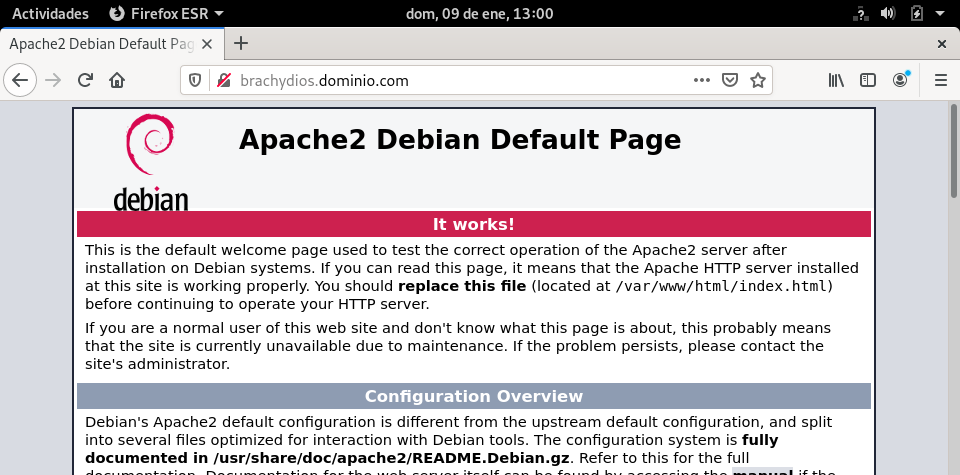 Actividades Firefox ESR dom, 09 de ene, 13:00
Apache2 Debian Default Pag
brachydios.dominio.com
debian
Apache2 Debian Default Page
It works!
This is the default welcome page used to test the correct operation of the Apache2 server after
installation on Debian systems. If you can read this page, it means that the Apache HTTP server installed
at this site is working properly. You should replace this file (located at /var/www/html/index.html)
before continuing to operate your HTTP server.
If you are a normal user of this web site and don't know what this page is about, this probably means
that the site is currently unavailable due to maintenance. If the problem persists, please contact the
site's administrator.
Configuration Overview
Debian's Apache2 default configuration is different from the upstream default configuration, and split
into several files optimized for interaction with Debian tools. The configuration system is fully
documented in /usr/share/doc/apache2/README.Debian.gz. Refer to this for the full
documentation. Documentation for the web server itself can be found by accessing the manual if the